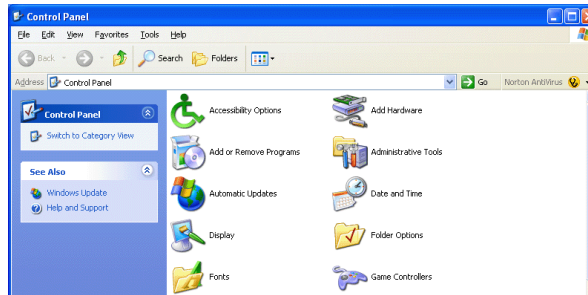 Control Panel
File Edit View Favorites Tools Help
Back Search Folders
Address Control Panel Go Norton AntiVirus
Control Panel
Switch to Category View
See Also
Windows Update
Help and Support
Accessibility Options Add Hardware
Add or Remove Programs Administrative Tools
Automatic Updates Date and Time
Display Folder Options
Fonts Game Controllers